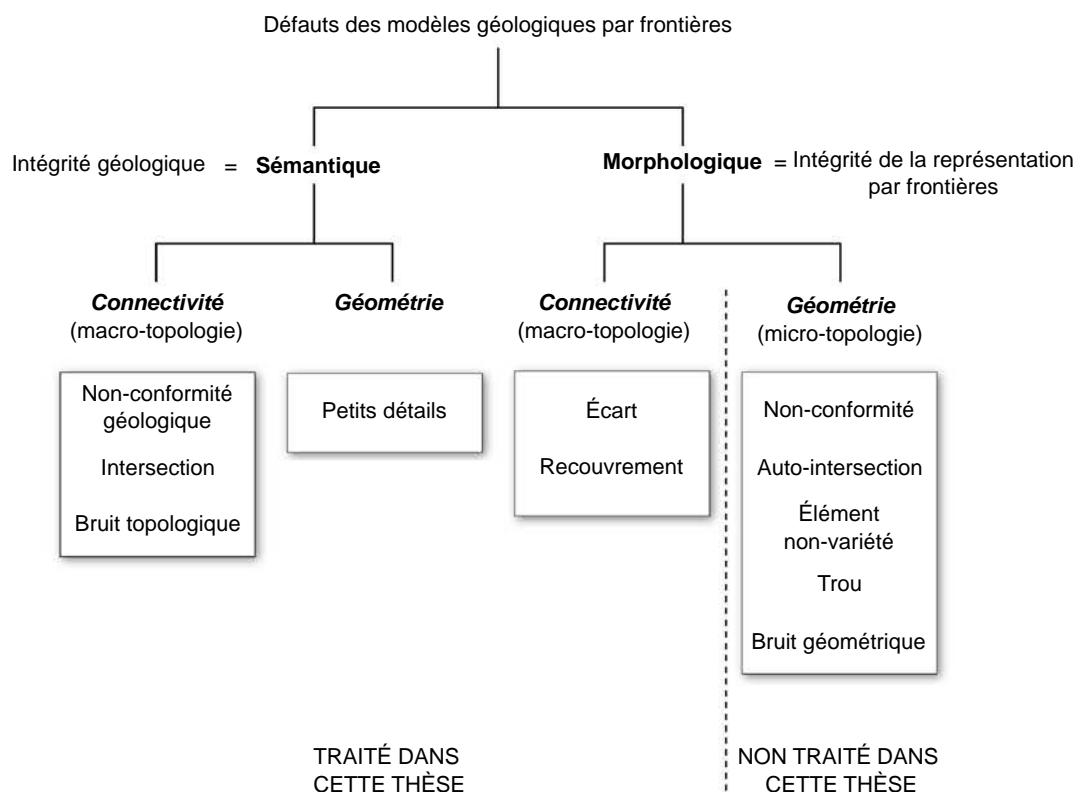 Défauts des modèles géologiques par frontières
Intégrité géologique = Sémantique
Morphologique = Intégrité de la représentation
par frontières
Connectivité
(macro-topologie)
Géométrie
Connectivité
(macro-topologie)
Géométrie
(micro-topologie)
Non-conformité
géologique
Intersection
Bruit topologique
Petits détails
Écart
Recouvrement
Non-conformité
Auto-intersection
Élément
non-variété
Trou
Bruit géométrique
TRAITÉ DANS
CETTE THÈSE
NON TRAITÉ DANS
CETTE THÈSE